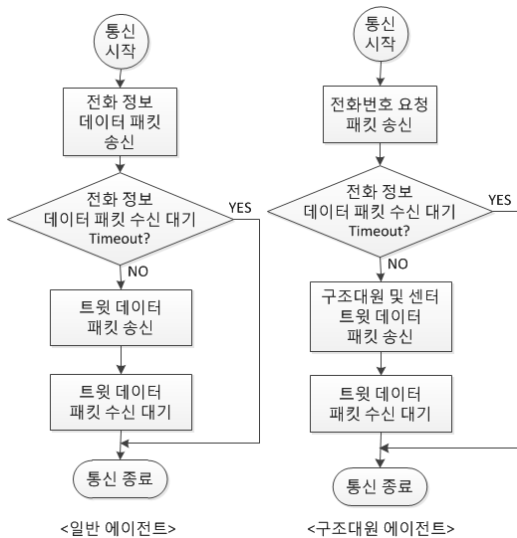 통신
시작
전화 정보
데이터 패킷
송신
전화 정보
데이터 패킷 수신 대기
Timeout?
YES
NO
트윗 데이터
패킷 송신
트윗 데이터
패킷 수신 대기
통신 종료
<일반 에이전트>
통신
시작
전화번호 요청
패킷 송신
전화 정보
데이터 패킷 수신 대기
Timeout?
YES
NO
구조대원 및 센터
트윗 데이터
패킷 송신
트윗 데이터
패킷 수신 대기
통신 종료
<구조대원 에이전트>